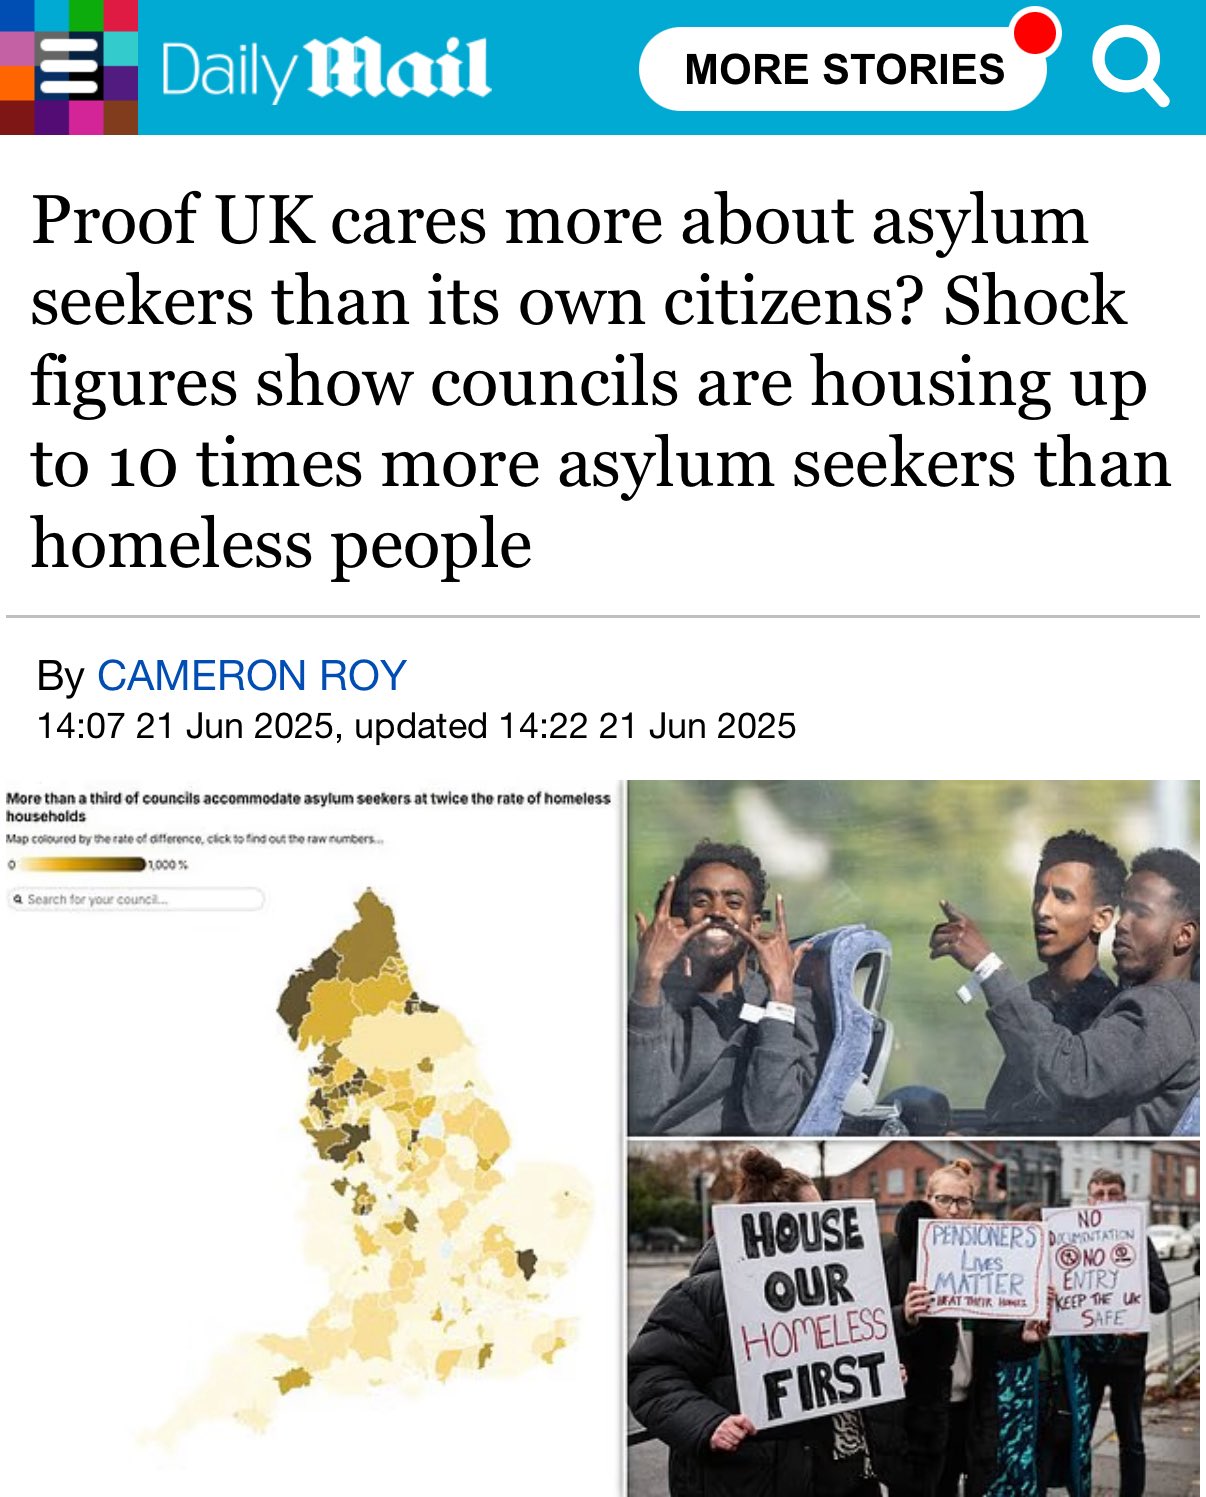 Daily Mail
MORE STORIES
Proof UK cares more about asylum
seekers than its own citizens? Shock
figures show councils are housing up
to 10 times more asylum seekers than
homeless people
By CAMERON ROY
14:07 21 Jun 2025, updated 14:22 21 Jun 2025
More than a third of councils accommodate asylum seekers at twice the rate of homeless
households
Map coloured by the rate of difference, click to find out the raw numbers...
0 1,000 %
Search for your council...
HOUSE
OUR
HOMELESS
FIRST
PENSIONERS
LIVES
MATTER
HEAT THEIR HOMES
NO
DOCUMENTATION
NO
ENTRY
KEEP THE UK
SAFE